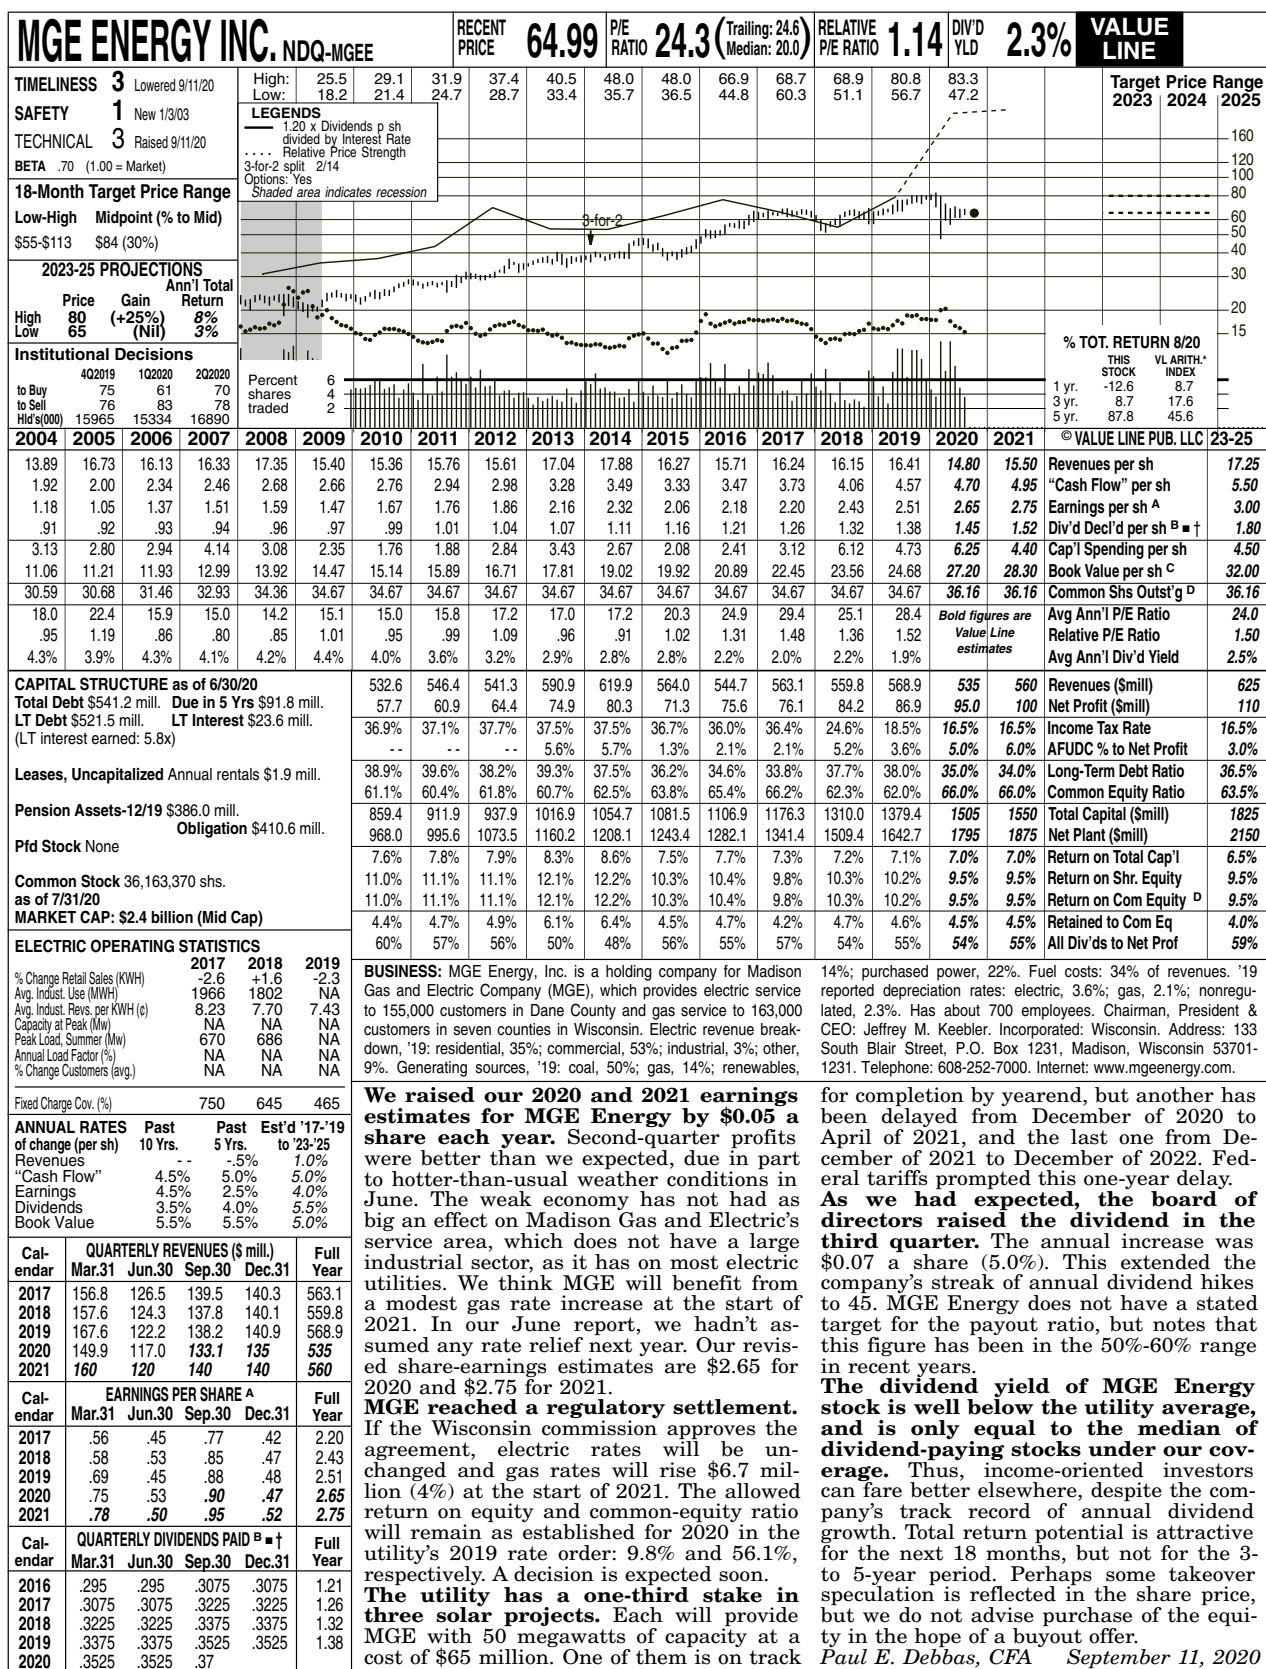 MGE ENERGY INC. NDQ-MGEE
RECENT PRICE 64.99
P/E RATIO 24.3 (Trailing: 24.6 Median: 20.0)
RELATIVE P/E RATIO 1.14
DIV'D YLD 2.3%
VALUE LINE
TIMELINESS 3 Lowered 9/11/20
SAFETY 1 New 1/3/03
TECHNICAL 3 Raised 9/11/20
BETA .70 (1.00 = Market)
18-Month Target Price Range
Low-High Midpoint (% to Mid)
$55-$113 $84 (30%)
2023-25 PROJECTIONS
Ann'l Total
Price Gain Return
High 80 (+25%) 8%
Low 65 (Nil) 3%
Institutional Decisions
4Q2019 1Q2020 2Q2020
to Buy 75 61 70
to Sell 76 83 78
Hld's(000) 15965 15334 16890
High: 25.5 29.1 31.9 37.4 40.5 48.0 48.0 66.9 68.7 68.9 80.8 83.3
Low: 18.2 21.4 24.7 28.7 33.4 35.7 36.5 44.8 60.3 51.1 56.7 47.2
LEGENDS
1.20 x Dividends p sh
divided by Interest Rate
. . . . Relative Price Strength
3-for-2 split 2/14
Options: Yes
Shaded area indicates recession
3-for-2
Target Price Range
2023 2024 2025
160
120
100
80
60
50
40
30
20
15
Percent shares traded
6
4
2
% TOT. RETURN 8/20
THIS STOCK VL ARITH.* INDEX
1 yr. -12.6 8.7
3 yr. 8.7 17.6
5 yr. 87.8 45.6
2004 2005 2006 2007 2008 2009 2010 2011 2012 2013 2014 2015 2016 2017 2018 2019 2020 2021 © VALUE LINE PUB. LLC 23-25
13.89 16.73 16.13 16.33 17.35 15.40 15.36 15.76 15.61 17.04 17.88 16.27 15.71 16.24 16.15 16.41 14.80 15.50 Revenues per sh 17.25
1.92 2.00 2.34 2.46 2.68 2.66 2.76 2.94 2.98 3.28 3.49 3.33 3.47 3.73 4.06 4.57 4.70 4.95 "Cash Flow" per sh 5.50
1.18 1.05 1.37 1.51 1.59 1.47 1.67 1.76 1.86 2.16 2.32 2.06 2.18 2.20 2.43 2.51 2.65 2.75 Earnings per sh A 3.00
.91 .92 .93 .94 .96 .97 .99 1.01 1.04 1.07 1.11 1.16 1.21 1.26 1.32 1.38 1.45 1.52 Div'd Decl'd per sh B ■ † 1.80
3.13 2.80 2.94 4.14 3.08 2.35 1.76 1.88 2.84 3.43 2.67 2.08 2.41 3.12 6.12 4.73 6.25 4.40 Cap'l Spending per sh 4.50
11.06 11.21 11.93 12.99 13.92 14.47 15.14 15.89 16.71 17.81 19.02 19.92 20.89 22.45 23.56 24.68 27.20 28.30 Book Value per sh C 32.00
30.59 30.68 31.46 32.93 34.36 34.67 34.67 34.67 34.67 34.67 34.67 34.67 34.67 34.67 34.67 34.67 36.16 36.16 Common Shs Outst'g D 36.16
18.0 22.4 15.9 15.0 14.2 15.1 15.0 15.8 17.2 17.0 17.2 20.3 24.9 29.4 25.1 28.4 Avg Ann'l P/E Ratio 24.0
.95 1.19 .86 .80 .85 1.01 .95 .99 1.09 .96 .91 1.02 1.31 1.48 1.36 1.52 Relative P/E Ratio 1.50
4.3% 3.9% 4.3% 4.1% 4.2% 4.4% 4.0% 3.6% 3.2% 2.9% 2.8% 2.8% 2.2% 2.0% 2.2% 1.9% Avg Ann'l Div'd Yield 2.5%
Bold figures are
Value Line
estimates
532.6 546.4 541.3 590.9 619.9 564.0 544.7 563.1 559.8 568.9 535 560 Revenues ($mill) 625
57.7 60.9 64.4 74.9 80.3 71.3 75.6 76.1 84.2 86.9 95.0 100 Net Profit ($mill) 110
36.9% 37.1% 37.7% 37.5% 37.5% 36.7% 36.0% 36.4% 24.6% 18.5% 16.5% 16.5% Income Tax Rate 16.5%
- - - - - - 5.6% 5.7% 1.3% 2.1% 2.1% 5.2% 3.6% 5.0% 6.0% AFUDC % to Net Profit 3.0%
38.9% 39.6% 38.2% 39.3% 37.5% 36.2% 34.6% 33.8% 37.7% 38.0% 35.0% 34.0% Long-Term Debt Ratio 36.5%
61.1% 60.4% 61.8% 60.7% 62.5% 63.8% 65.4% 66.2% 62.3% 62.0% 66.0% 66.0% Common Equity Ratio 63.5%
859.4 911.9 937.9 1016.9 1054.7 1081.5 1106.9 1176.3 1310.0 1379.4 1505 1550 Total Capital ($mill) 1825
968.0 995.6 1073.5 1160.2 1208.1 1243.4 1282.1 1341.4 1509.4 1642.7 1795 1875 Net Plant ($mill) 2150
7.6% 7.8% 7.9% 8.3% 8.6% 7.5% 7.7% 7.3% 7.2% 7.1% 7.0% 7.0% Return on Total Cap'l 6.5%
11.0% 11.1% 11.1% 12.1% 12.2% 10.3% 10.4% 9.8% 10.3% 10.2% 9.5% 9.5% Return on Shr. Equity 9.5%
11.0% 11.1% 11.1% 12.1% 12.2% 10.3% 10.4% 9.8% 10.3% 10.2% 9.5% 9.5% Return on Com Equity D 9.5%
4.4% 4.7% 4.9% 6.1% 6.4% 4.5% 4.7% 4.2% 4.7% 4.6% 4.5% 4.5% Retained to Com Eq 4.0%
60% 57% 56% 50% 48% 56% 55% 57% 54% 55% 54% 55% All Div'ds to Net Prof 59%
CAPITAL STRUCTURE as of 6/30/20
Total Debt $541.2 mill. Due in 5 Yrs $91.8 mill.
LT Debt $521.5 mill. LT Interest $23.6 mill.
(LT interest earned: 5.8x)
Leases, Uncapitalized Annual rentals $1.9 mill.
Pension Assets-12/19 $386.0 mill.
Obligation $410.6 mill.
Pfd Stock None
Common Stock 36,163,370 shs.
as of 7/31/20
MARKET CAP: $2.4 billion (Mid Cap)
ELECTRIC OPERATING STATISTICS
2017 2018 2019
% Change Retail Sales (KWH) -2.6 +1.6 -2.3
Avg. Indust. Use (MWH) 1966 1802 NA
Avg. Indust. Revs. per KWH (¢) 8.23 7.70 7.43
Capacity at Peak (Mw) NA NA NA
Peak Load, Summer (Mw) 670 686 NA
Annual Load Factor (%) NA NA NA
% Change Customers (avg.) NA NA NA
Fixed Charge Cov. (%) 750 645 465
ANNUAL RATES Past Past Est'd '17-'19
of change (per sh) 10 Yrs. 5 Yrs. to '23-'25
Revenues - - -.5% 1.0%
"Cash Flow" 4.5% 5.0% 5.0%
Earnings 4.5% 2.5% 4.0%
Dividends 3.5% 4.0% 5.5%
Book Value 5.5% 5.5% 5.0%
Cal-endar QUARTERLY REVENUES ($ mill.) Full Year
Mar.31 Jun.30 Sep.30 Dec.31
2017 156.8 126.5 139.5 140.3 563.1
2018 157.6 124.3 137.8 140.1 559.8
2019 167.6 122.2 138.2 140.9 568.9
2020 149.9 117.0 133.1 135 535
2021 160 120 140 140 560
Cal-endar EARNINGS PER SHARE A Full Year
Mar.31 Jun.30 Sep.30 Dec.31
2017 .56 .45 .77 .42 2.20
2018 .58 .53 .85 .47 2.43
2019 .69 .45 .88 .48 2.51
2020 .75 .53 .90 .47 2.65
2021 .78 .50 .95 .52 2.75
Cal-endar QUARTERLY DIVIDENDS PAID B ■ † Full Year
Mar.31 Jun.30 Sep.30 Dec.31
2016 .295 .295 .3075 .3075 1.21
2017 .3075 .3075 .3225 .3225 1.26
2018 .3225 .3225 .3375 .3375 1.32
2019 .3375 .3375 .3525 .3525 1.38
2020 .3525 .3525 .37
BUSINESS: MGE Energy, Inc. is a holding company for Madison
Gas and Electric Company (MGE), which provides electric service
to 155,000 customers in Dane County and gas service to 163,000
customers in seven counties in Wisconsin. Electric revenue break-
down, '19: residential, 35%; commercial, 53%; industrial, 3%; other,
9%. Generating sources, '19: coal, 50%; gas, 14%; renewables,
14%; purchased power, 22%. Fuel costs: 34% of revenues. '19
reported depreciation rates: electric, 3.6%; gas, 2.1%; nonregu-
lated, 2.3%. Has about 700 employees. Chairman, President &
CEO: Jeffrey M. Keebler. Incorporated: Wisconsin. Address: 133
South Blair Street, P.O. Box 1231, Madison, Wisconsin 53701-
1231. Telephone: 608-252-7000. Internet: www.mgeenergy.com.
We raised our 2020 and 2021 earnings
estimates for MGE Energy by $0.05 a
share each year. Second-quarter profits
were better than we expected, due in part
to hotter-than-usual weather conditions in
June. The weak economy has not had as
big an effect on Madison Gas and Electric's
service area, which does not have a large
industrial sector, as it has on most electric
utilities. We think MGE will benefit from
a modest gas rate increase at the start of
2021. In our June report, we hadn't as-
sumed any rate relief next year. Our revis-
ed share-earnings estimates are $2.65 for
2020 and $2.75 for 2021.
MGE reached a regulatory settlement.
If the Wisconsin commission approves the
agreement, electric rates will be un-
changed and gas rates will rise $6.7 mil-
lion (4%) at the start of 2021. The allowed
return on equity and common-equity ratio
will remain as established for 2020 in the
utility's 2019 rate order: 9.8% and 56.1%,
respectively. A decision is expected soon.
The utility has a one-third stake in
three solar projects. Each will provide
MGE with 50 megawatts of capacity at a
cost of $65 million. One of them is on track
for completion by yearend, but another has
been delayed from December of 2020 to
April of 2021, and the last one from De-
cember of 2021 to December of 2022. Fed-
eral tariffs prompted this one-year delay.
As we had expected, the board of
directors raised the dividend in the
third quarter. The annual increase was
$0.07 a share (5.0%). This extended the
company's streak of annual dividend hikes
to 45. MGE Energy does not have a stated
target for the payout ratio, but notes that
this figure has been in the 50%-60% range
in recent years.
The dividend yield of MGE Energy
stock is well below the utility average,
and is only equal to the median of
dividend-paying stocks under our cov-
erage. Thus, income-oriented investors
can fare better elsewhere, despite the com-
pany's track record of annual dividend
growth. Total return potential is attractive
for the next 18 months, but not for the 3-
to 5-year period. Perhaps some takeover
speculation is reflected in the share price,
but we do not advise purchase of the equi-
ty in the hope of a buyout offer.
Paul E. Debbas, CFA September 11, 2020